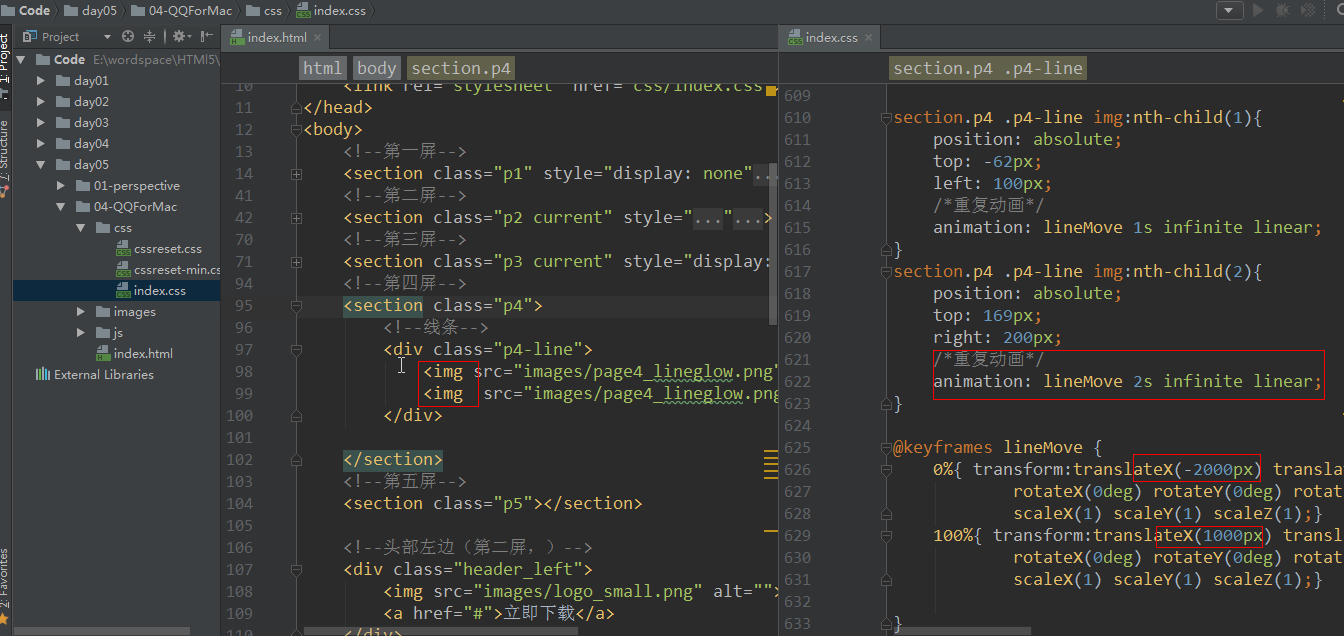 Code day05 04-QQForMac css index.css
Project
index.html
index.css
1: Project
7: Structure
2: Favorites
Code E:\wordspace\HTMl5\
day01
day02
day03
day04
day05
01-perspective
04-QQForMac
css
cssreset.css
cssreset-min.cs
index.css
images
js
index.html
External Libraries
html body section.p4
10 <link rel="stylesheet" href="css/index.css
11 </head>
12 <body>
13 <!--第一屏-->
14 <section class="p1" style="display: none"...
41 <!--第二屏-->
42 <section class="p2 current" style="..."...>
70 <!--第三屏-->
71 <section class="p3 current" style="display:
94 <!--第四屏-->
95 <section class="p4">
96 <!--线条-->
97 <div class="p4-line">
98 <img src="images/page4_lineglow.png"
99 <img src="images/page4_lineglow.png
100 </div>
101
102 </section>
103 <!--第五屏-->
104 <section class="p5"></section>
105
106 <!--头部左边（第二屏，）-->
107 <div class="header_left">
108 <img src="images/logo_small.png" alt="">
109 <a href="#">立即下载</a>
110 </div>
section.p4 .p4-line
609
610 section.p4 .p4-line img:nth-child(1){
611 position: absolute;
612 top: -62px;
613 left: 100px;
614 /*重复动画*/
615 animation: lineMove 1s infinite linear;
616 }
617 section.p4 .p4-line img:nth-child(2){
618 position: absolute;
619 top: 169px;
620 right: 200px;
621 /*重复动画*/
622 animation: lineMove 2s infinite linear;
623 }
624
625 @keyframes lineMove {
626 0%{ transform:translateX(-2000px) transla
627 rotateX(0deg) rotateY(0deg) rotat
628 scaleX(1) scaleY(1) scaleZ(1);}
629 100%{ transform:translateX(1000px) transl
630 rotateX(0deg) rotateY(0deg) rotat
631 scaleX(1) scaleY(1) scaleZ(1);}
632
633 }